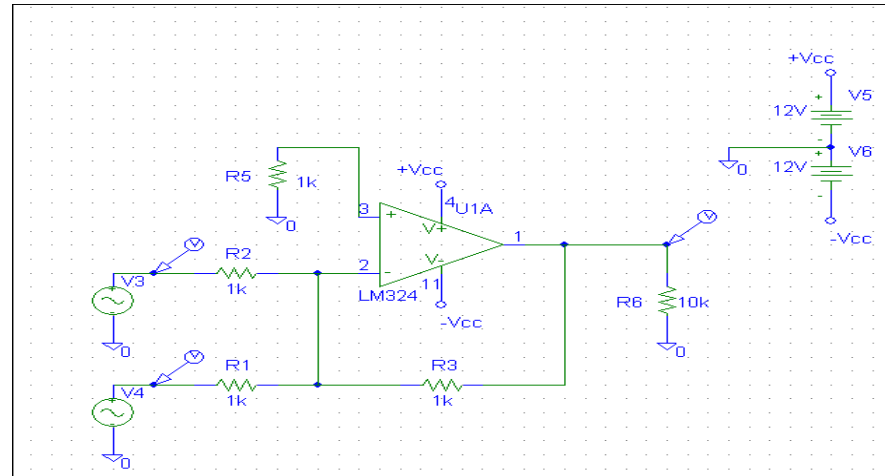 +Vcc
+
V5
12V
-
+
V6
12V
-
0
-Vcc
R5
1k
0
+Vcc
4
U1A
3
+
V+
1
V-
2
-
11
LM324
-Vcc
V
R2
V3
1k
+
-
0
V
R1
V4
1k
+
-
0
R3
1k
V
R6
10k
0